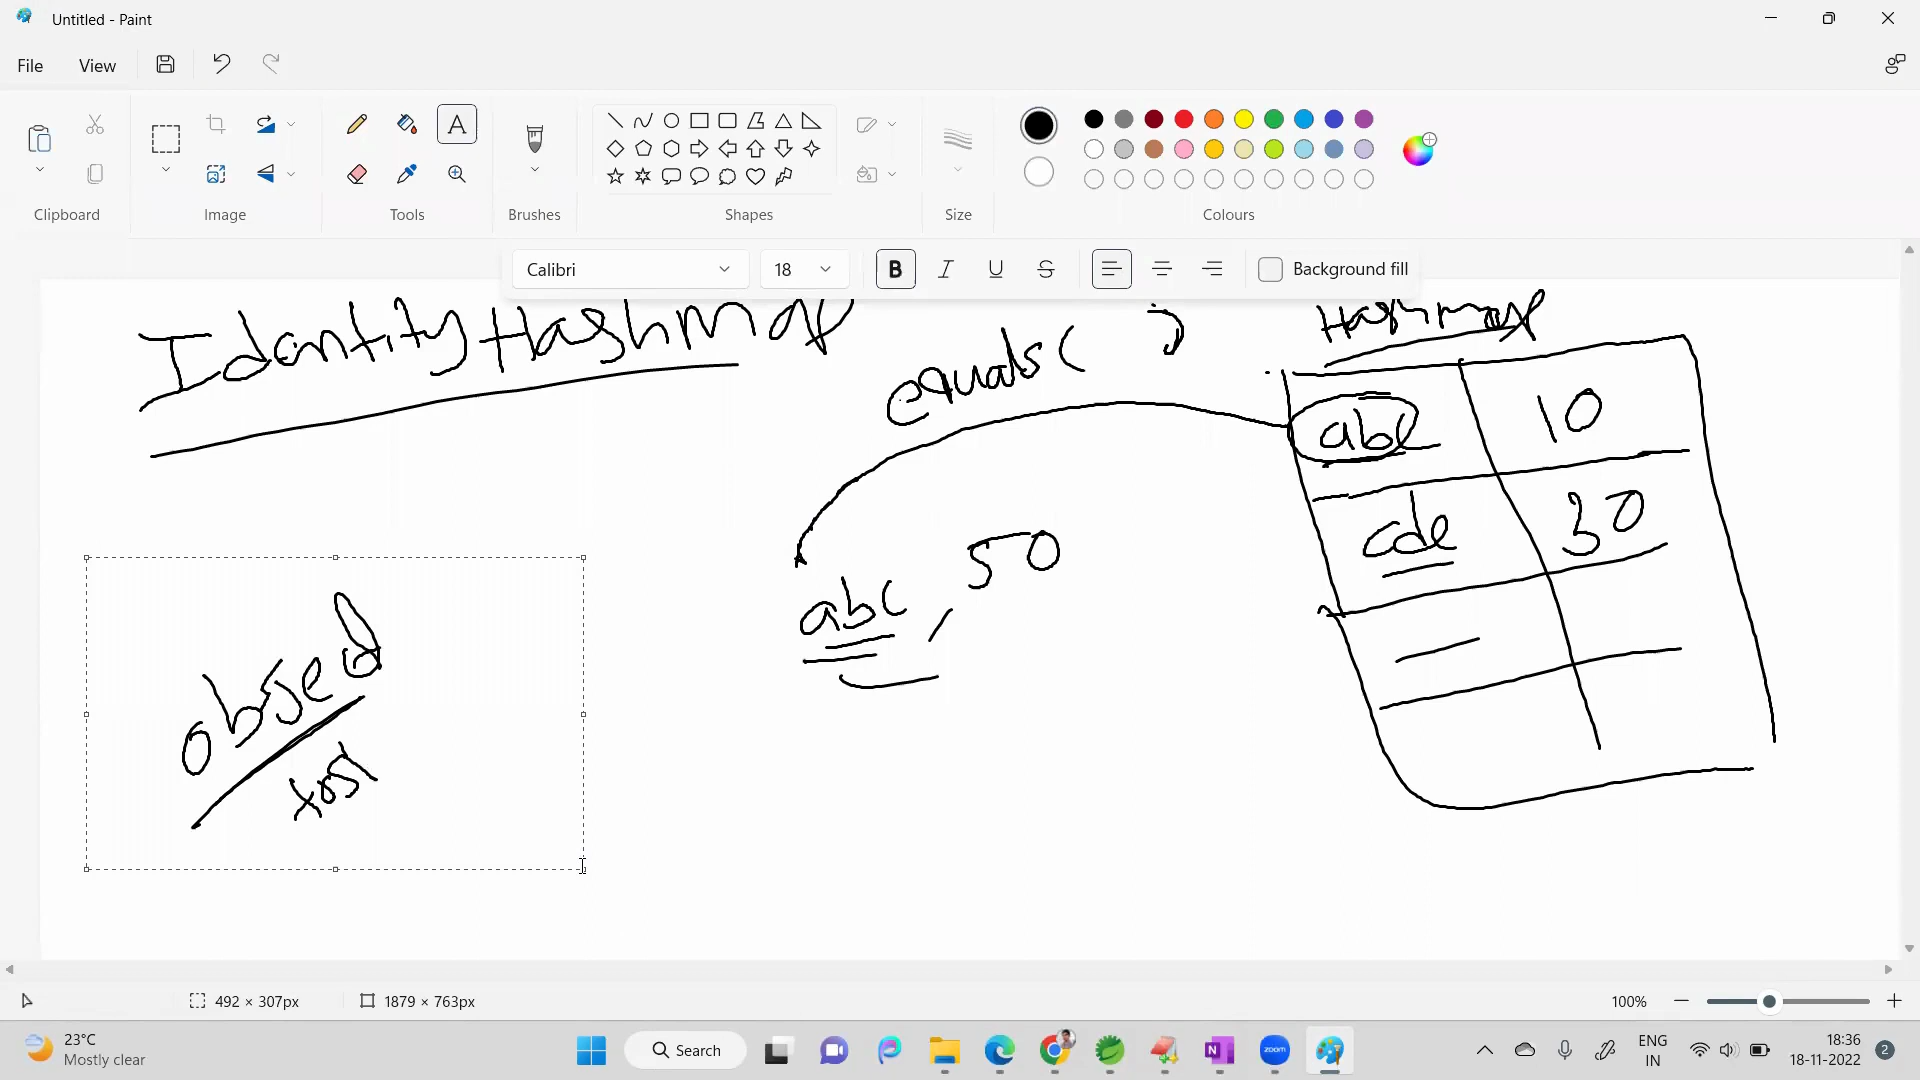 Untitled - Paint
File View
Clipboard Image Tools Brushes Shapes Size Colours
Calibri 18 B I U S Background fill
IdentityHashMap
equals( )
Hashmap
abc 10
cde 30
abc, 50
492 × 307px 1879 × 763px 100%
23°C
Mostly clear
Search
zoom
ENG
IN
18:36
18-11-2022
2